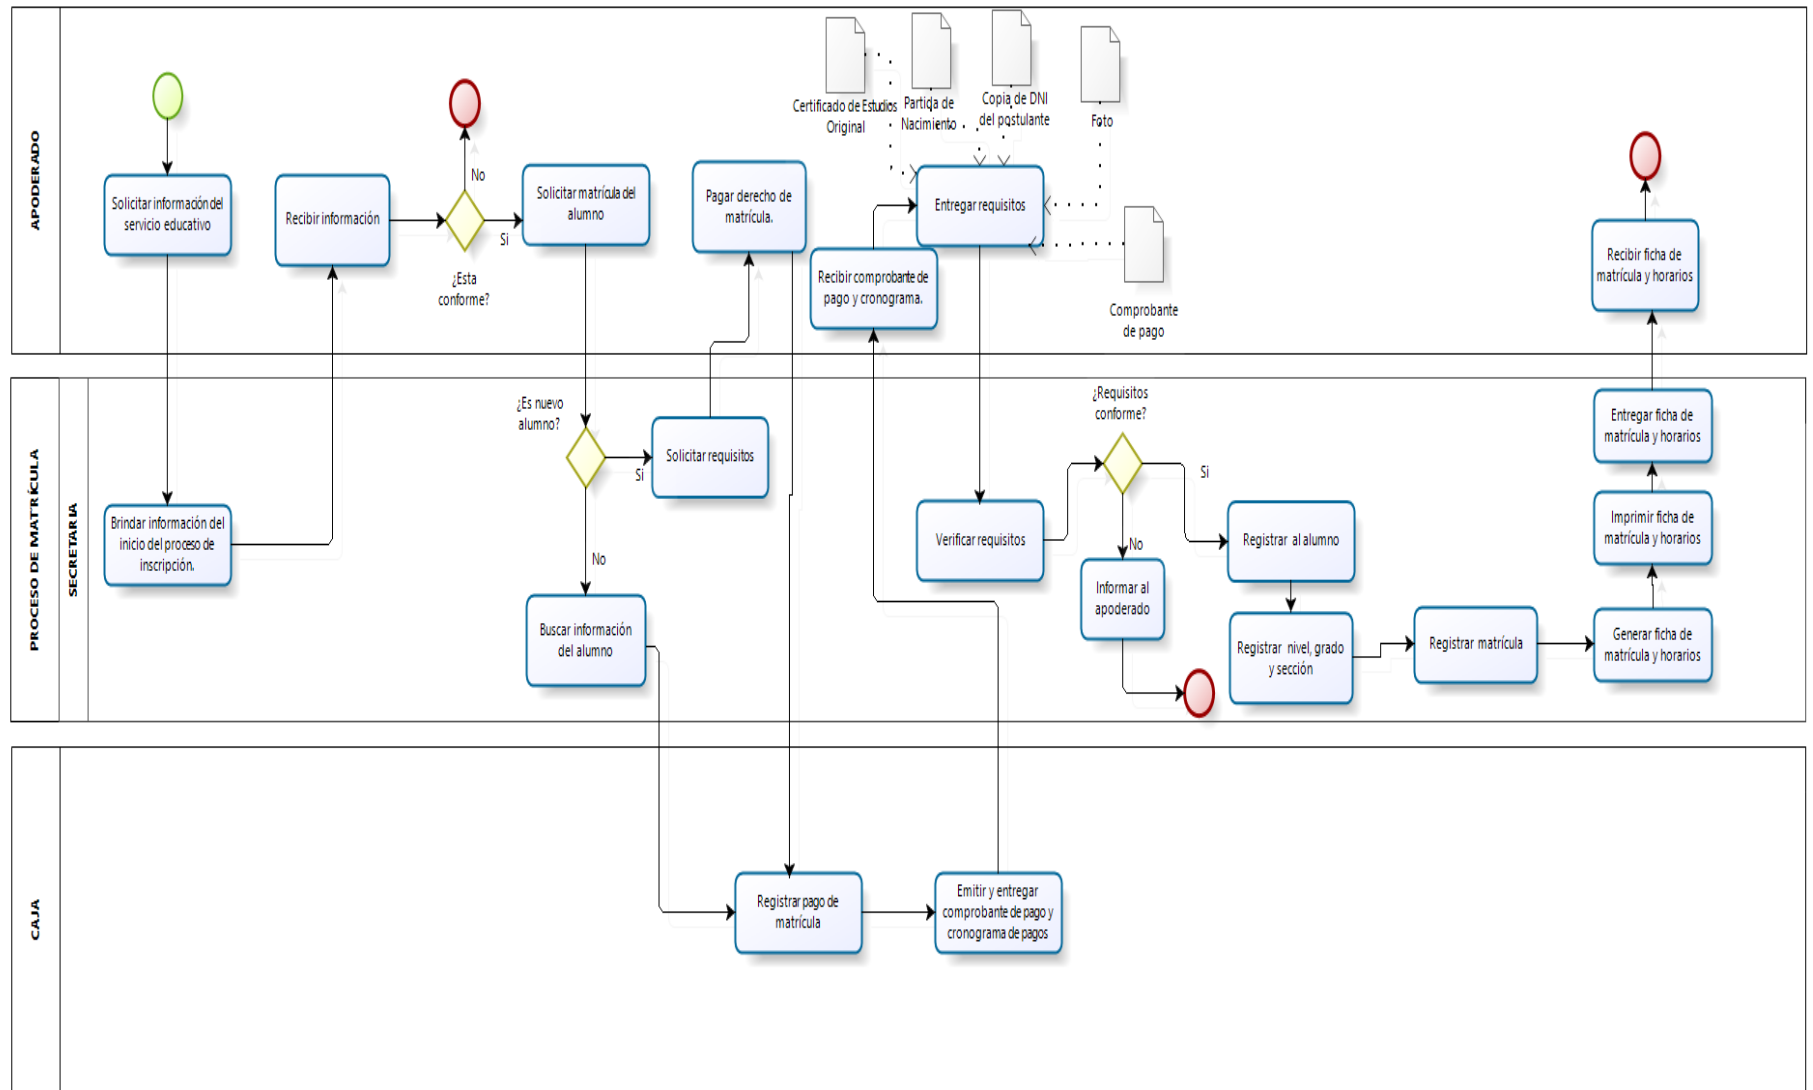 APODERADO
Solicitar información del
servicio educativo
Recibir información
No
Si
¿Esta
conforme?
Solicitar matrícula del
alumno
Pagar derecho de
matrícula.
Certificado de Estudios
Original
Partida de
Nacimiento
Copia de DNI
del postulante
Foto
Entregar requisitos
Recibir comprobante de
pago y cronograma.
Comprobante
de pago
Recibir ficha de
matrícula y horarios
PROCESO DE MATRÍCULA
SECRETARIA
Brindar información del
inicio del proceso de
inscripción.
¿Es nuevo
alumno?
Si
No
Solicitar requisitos
Buscar información
del alumno
Verificar requisitos
¿Requisitos
conforme?
Si
No
Informar al
apoderado
Registrar al alumno
Registrar nivel, grado
y sección
Registrar matrícula
Generar ficha de
matrícula y horarios
Imprimir ficha de
matrícula y horarios
Entregar ficha de
matrícula y horarios
CAJA
Registrar pago de
matrícula
Emitir y entregar
comprobante de pago y
cronograma de pagos